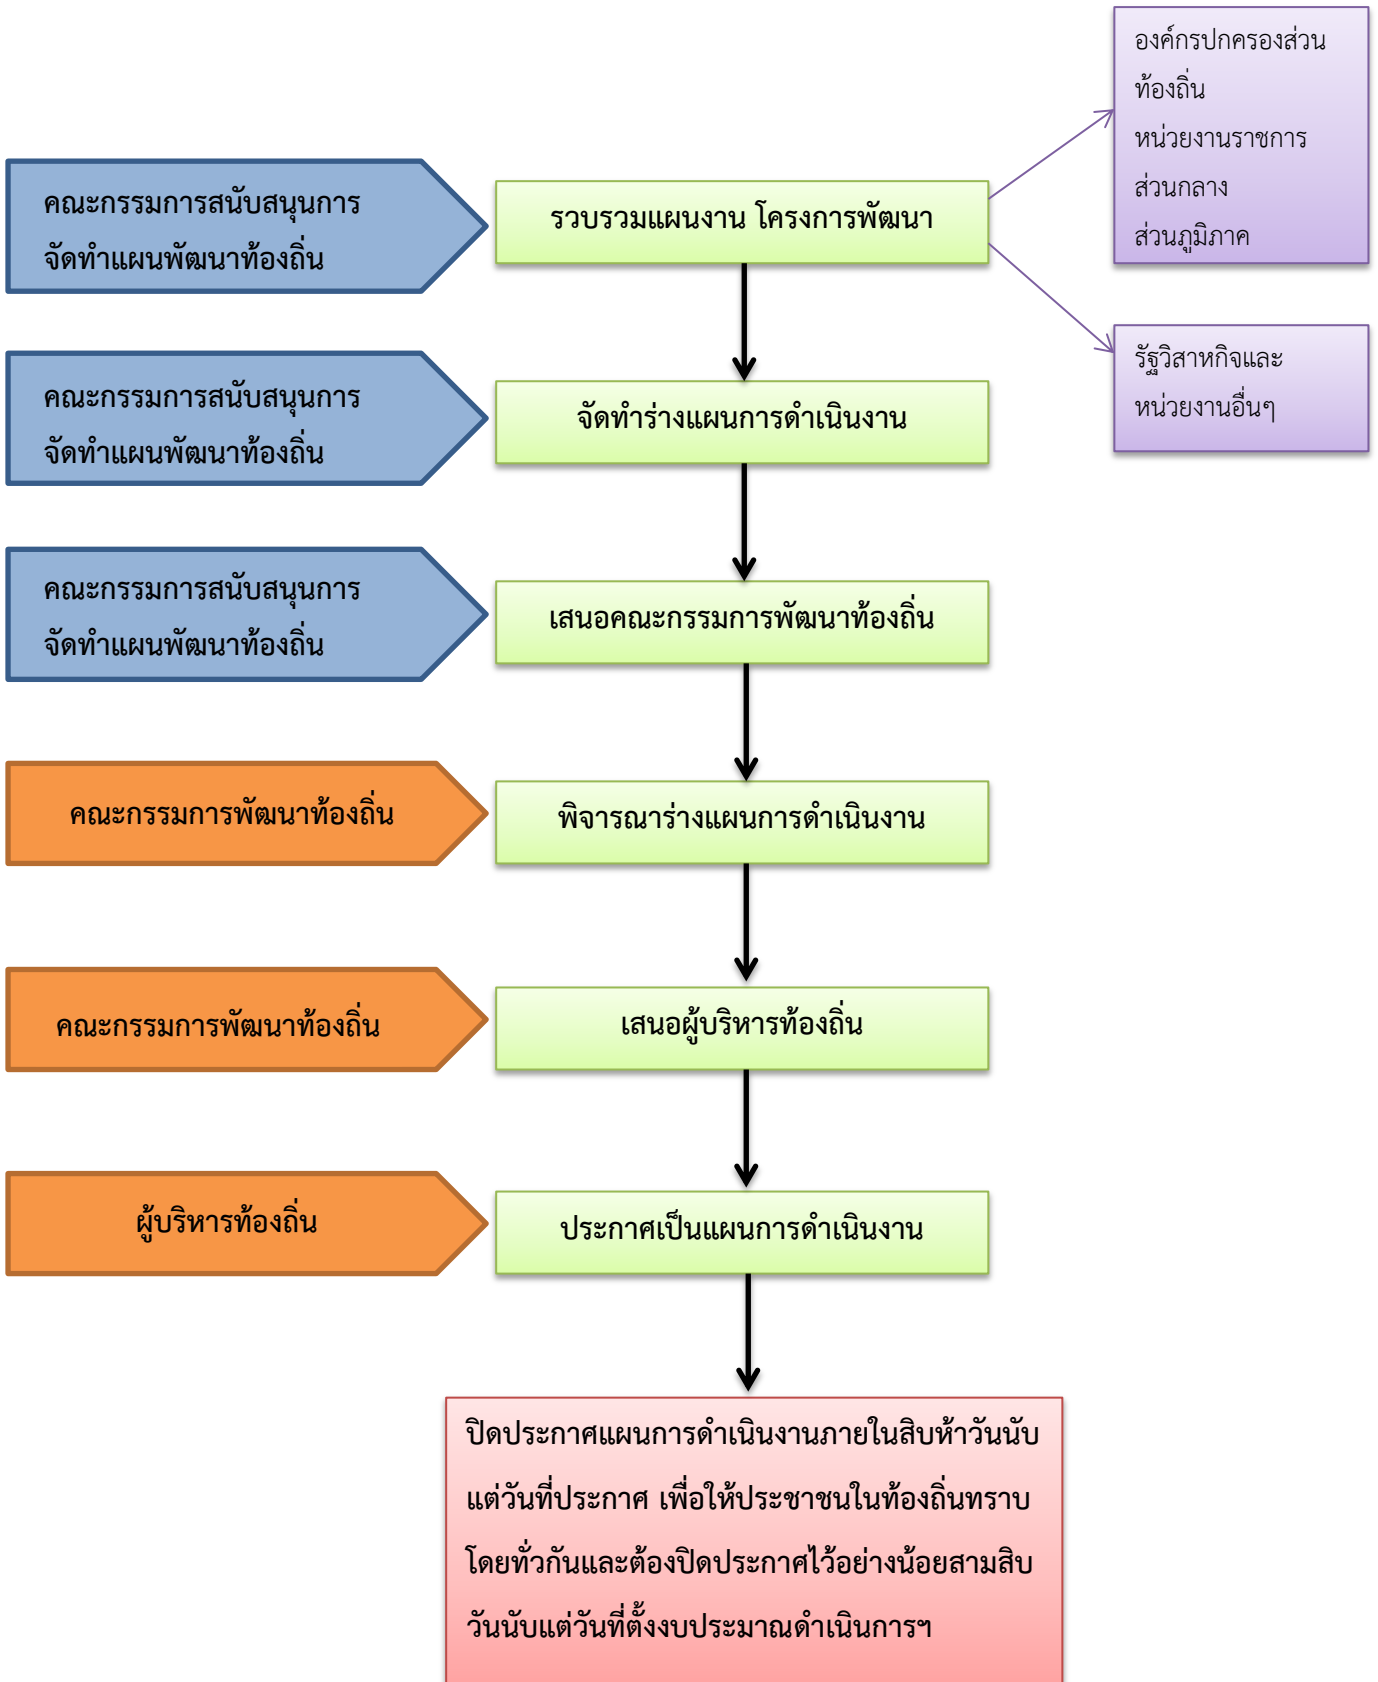 องค์กรปกครองส่วน
ท้องถิ่น
หน่วยงานราชการ
ส่วนกลาง
ส่วนภูมิภาค
คณะกรรมการสนับสนุนการ
จัดทำแผนพัฒนาท้องถิ่น
รวบรวมแผนงาน โครงการพัฒนา
รัฐวิสาหกิจและ
หน่วยงานอื่นๆ
คณะกรรมการสนับสนุนการ
จัดทำแผนพัฒนาท้องถิ่น
จัดทำร่างแผนการดำเนินงาน
คณะกรรมการสนับสนุนการ
จัดทำแผนพัฒนาท้องถิ่น
เสนอคณะกรรมการพัฒนาท้องถิ่น
คณะกรรมการพัฒนาท้องถิ่น
พิจารณาร่างแผนการดำเนินงาน
คณะกรรมการพัฒนาท้องถิ่น
เสนอผู้บริหารท้องถิ่น
ผู้บริหารท้องถิ่น
ประกาศเป็นแผนการดำเนินงาน
ปิดประกาศแผนการดำเนินงานภายในสิบห้าวันนับ
แต่วันที่ประกาศ เพื่อให้ประชาชนในท้องถิ่นทราบ
โดยทั่วกันและต้องปิดประกาศไว้อย่างน้อยสามสิบ
วันนับแต่วันที่ตั้งงบประมาณดำเนินการฯ